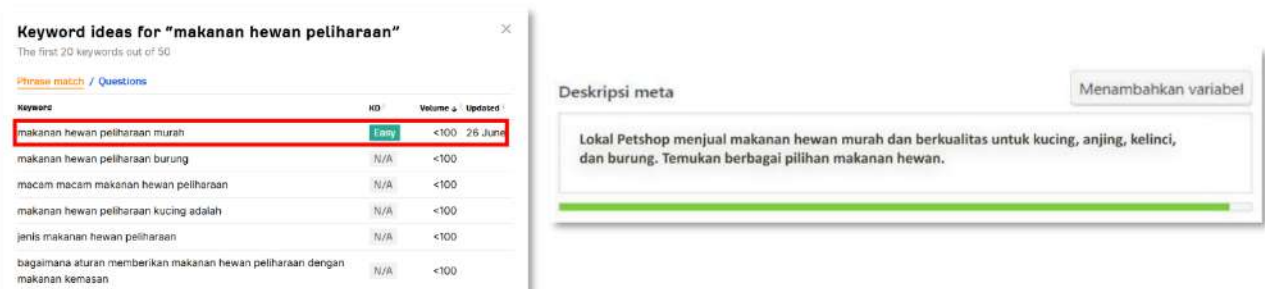 Keyword ideas for “makanan hewan peliharaan”
The first 20 keywords out of 50
Phrase match / Questions
Keyword KD Volume Updated
makanan hewan peliharaan murah Easy <100 26 June
makanan hewan peliharaan burung N/A <100
macam macam makanan hewan peliharaan N/A <100
makanan hewan peliharaan kucing adalah N/A <100
jenis makanan hewan peliharaan N/A <100
bagaimana aturan memberikan makanan hewan peliharaan dengan
makanan kemasan N/A <100
Deskripsi meta
Menambahkan variabel
Lokal Petshop menjual makanan hewan murah dan berkualitas untuk kucing, anjing, kelinci,
dan burung. Temukan berbagai pilihan makanan hewan.